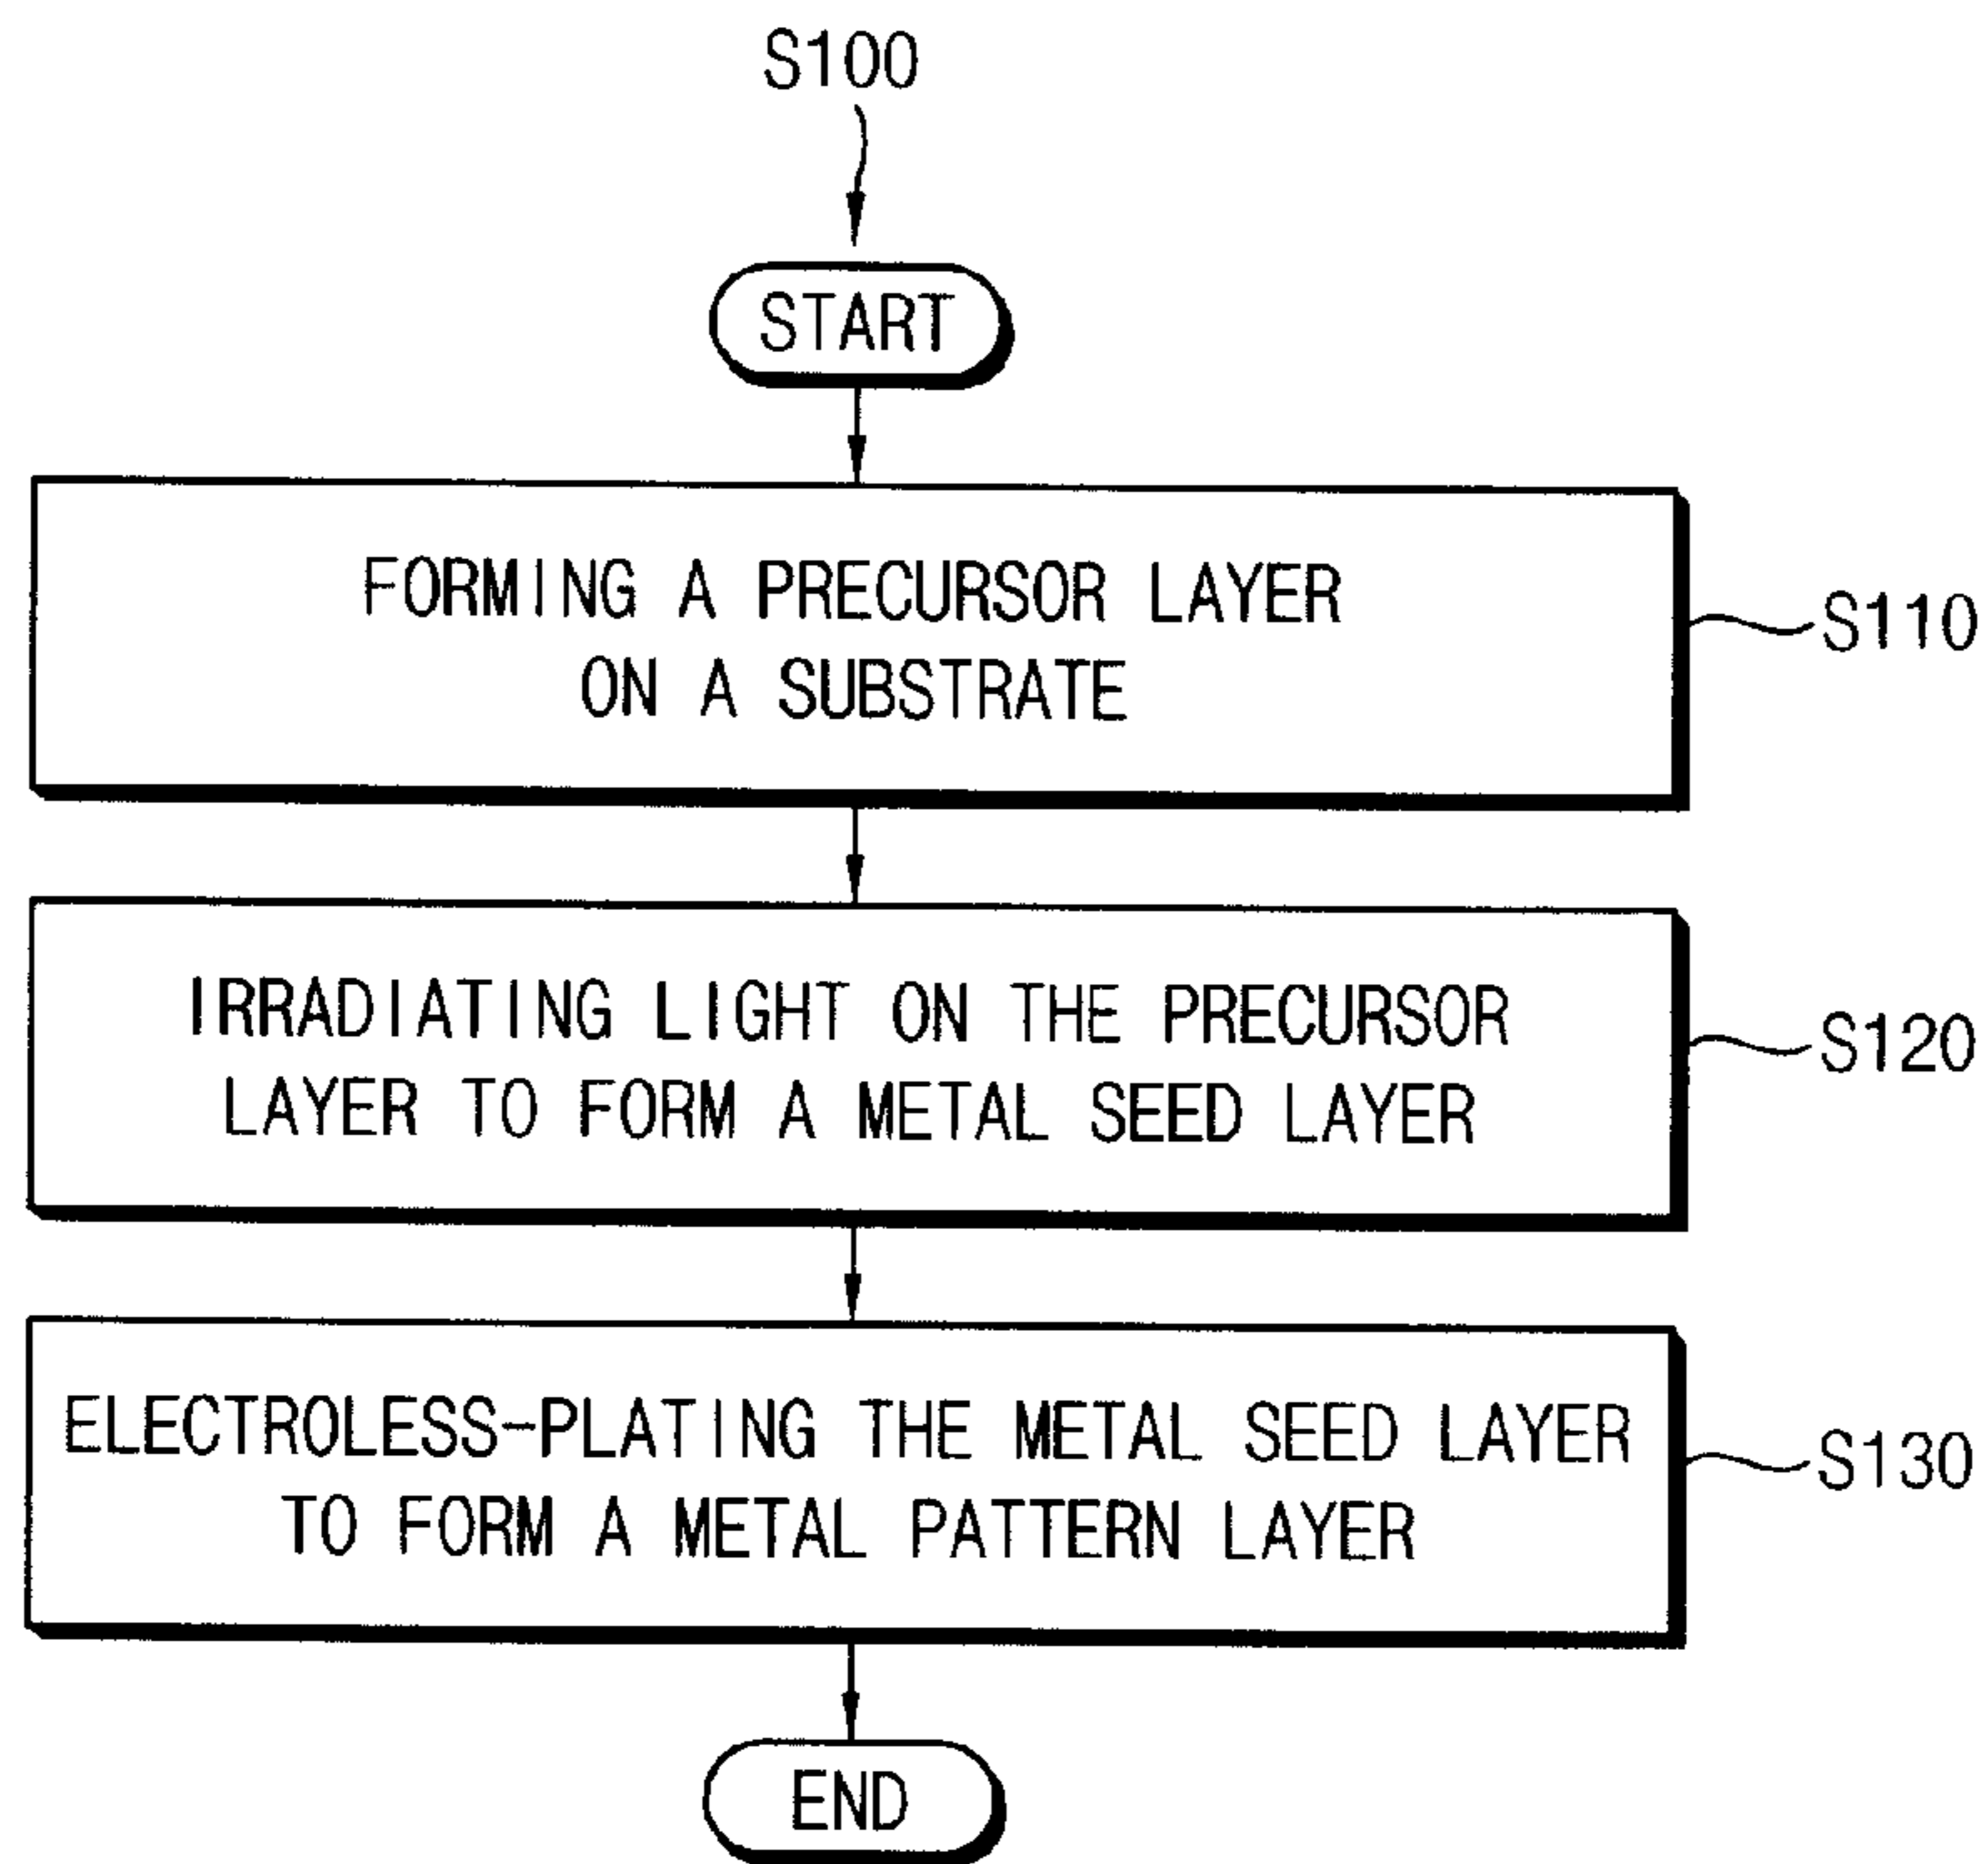 S100
START
FORMING A PRECURSOR LAYER
ON A SUBSTRATE
S110
IRRADIATING LIGHT ON THE PRECURSOR
LAYER TO FORM A METAL SEED LAYER
S120
ELECTROLESS-PLATING THE METAL SEED LAYER
TO FORM A METAL PATTERN LAYER
S130
END